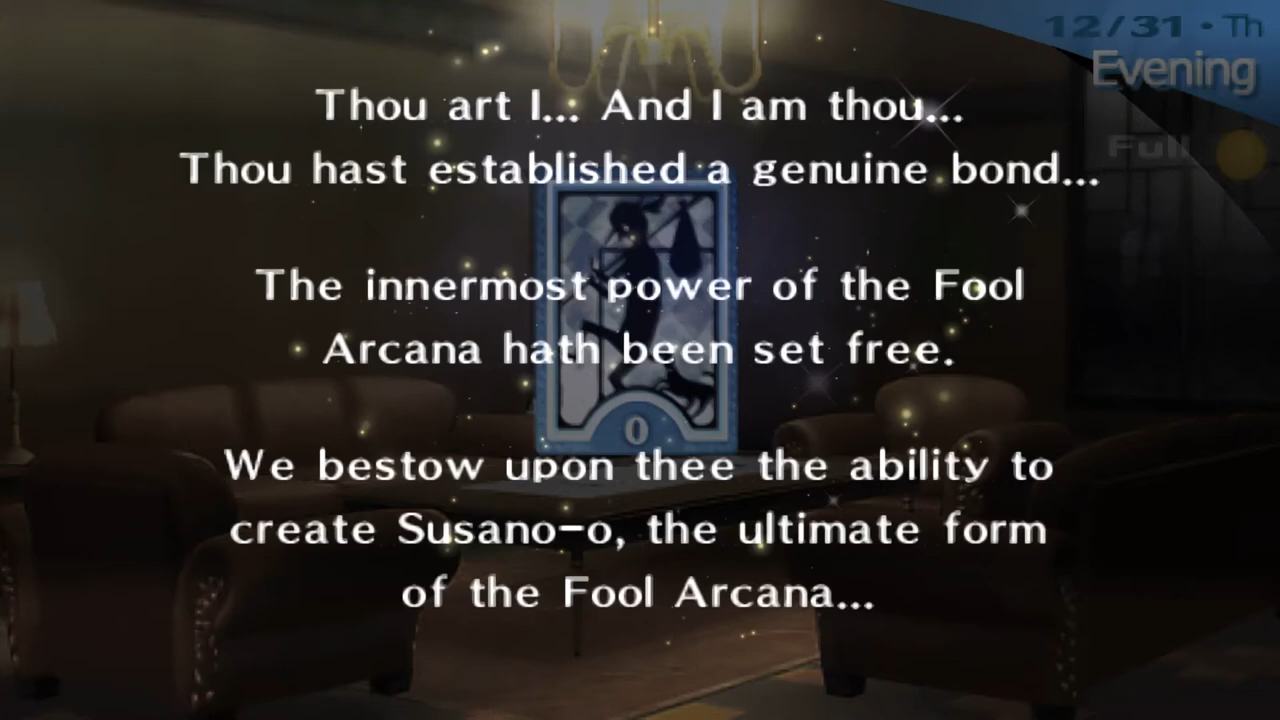 12/31 • Th
Evening
Full
Thou art I... And I am thou...
Thou hast established a genuine bond...
The innermost power of the Fool
Arcana hath been set free.
0
We bestow upon thee the ability to
create Susano-o, the ultimate form
of the Fool Arcana...